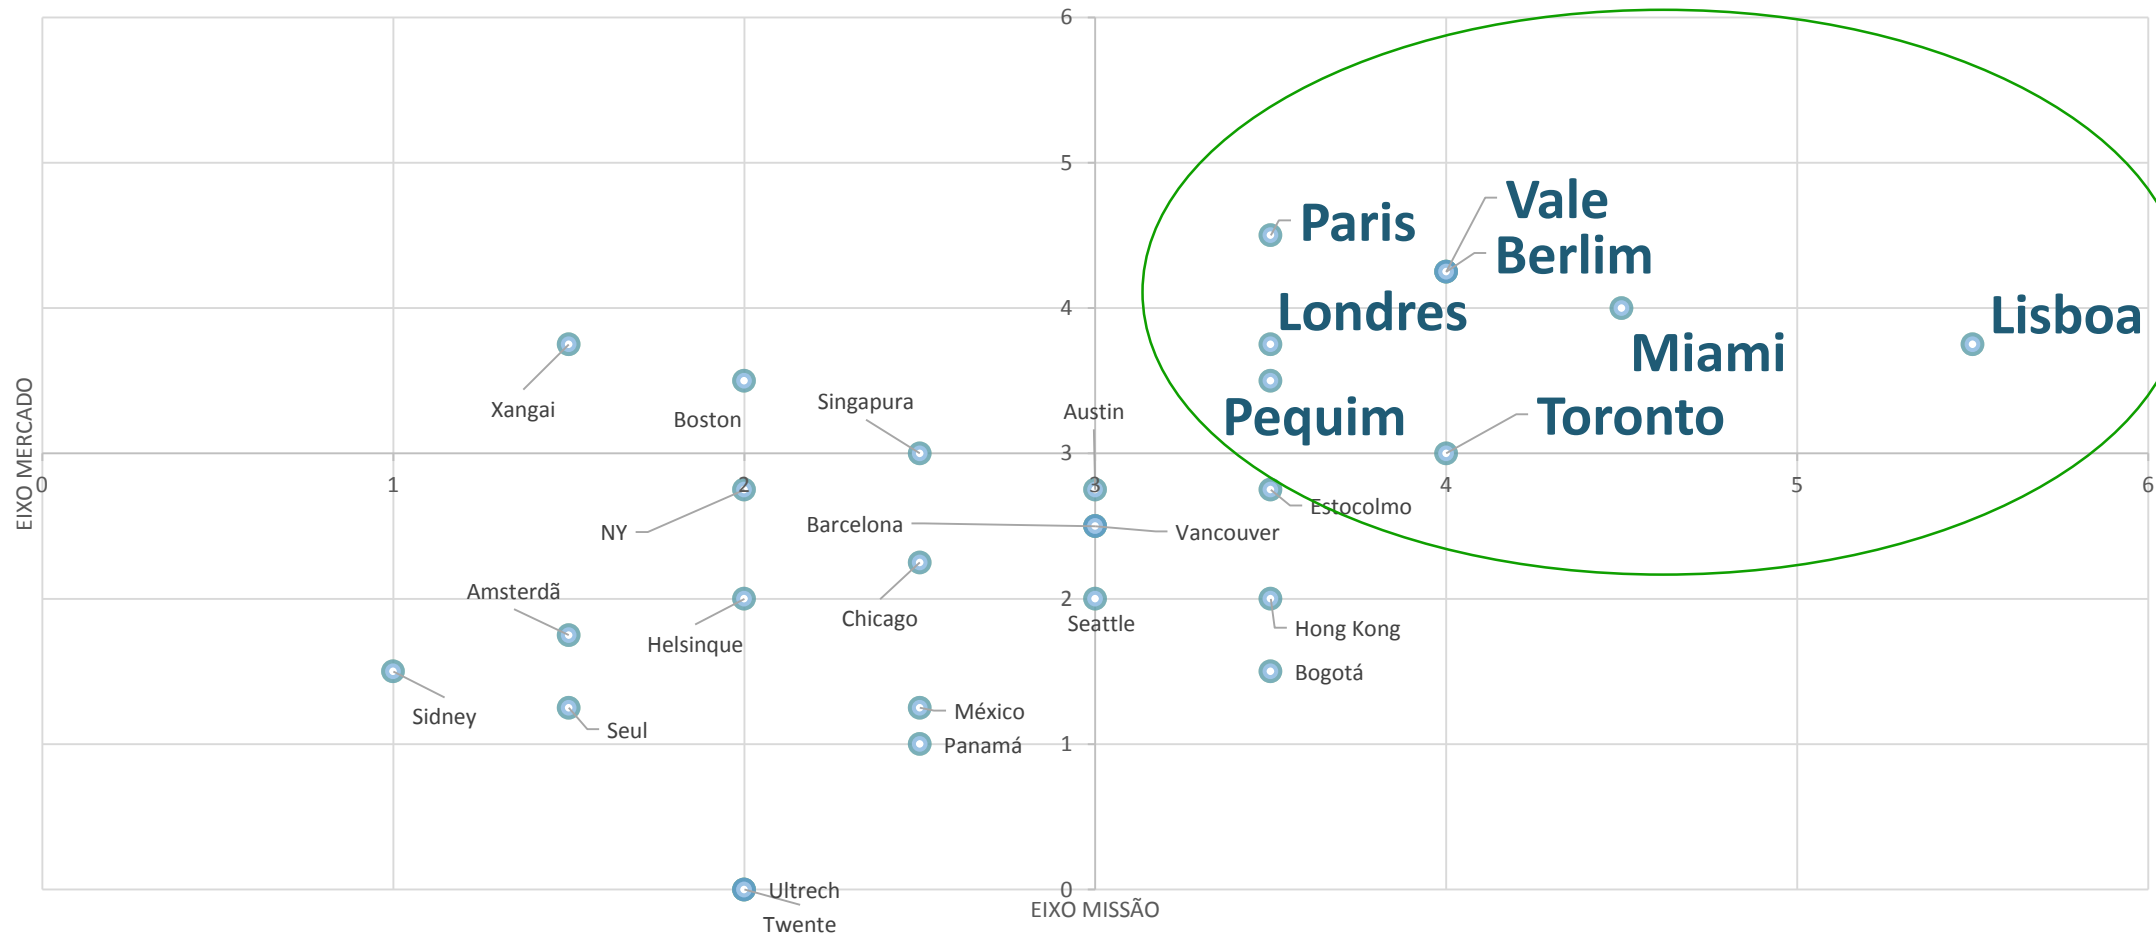 6
5
Vale
Paris
Berlim
4
Londres
Lisboa
Miami
EIXO MERCADO
Xangai
Boston
Singapura
Austin
Pequim
Toronto
3
0
1
2
3
4
5
6
NY
Barcelona
Vancouver
Estocolmo
Amsterdã
Helsinque
Chicago
2
Seattle
Hong Kong
Bogotá
Sidney
Seul
México
Panamá
1
Ultrech
Twente
0
EIXO MISSÃO